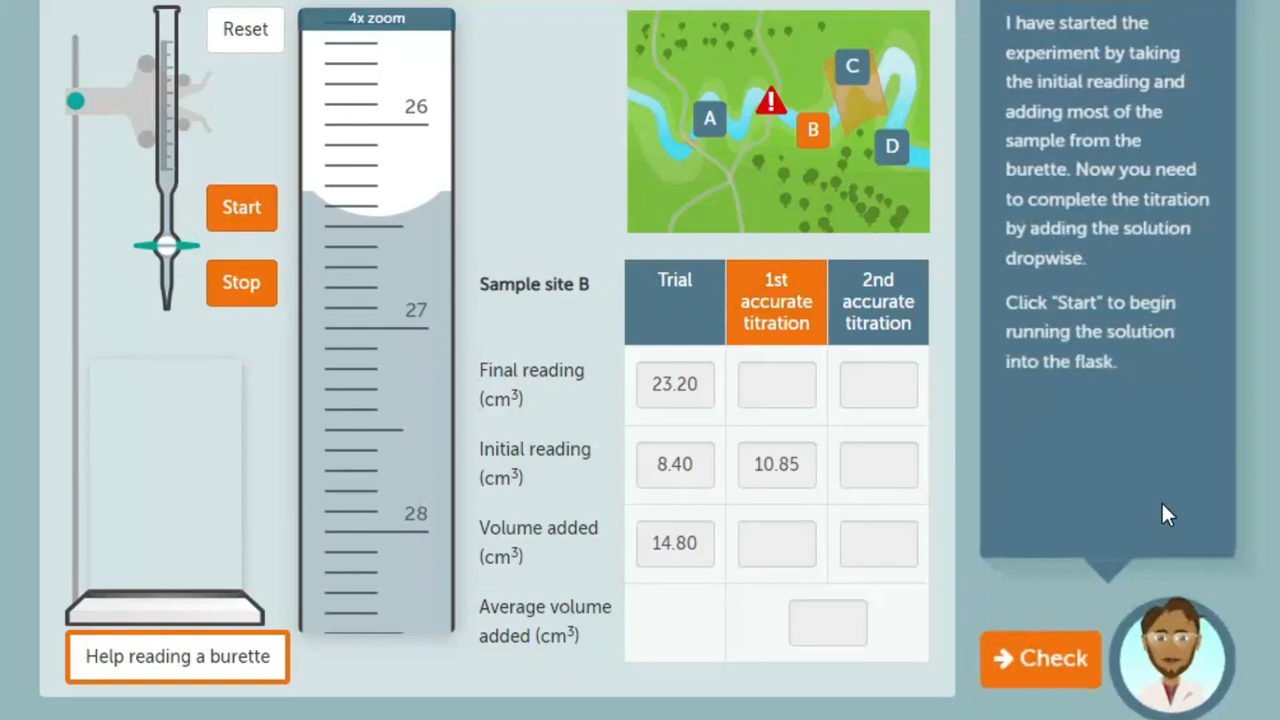 Reset
Start
Stop
Help reading a burette
4x zoom
26
27
28
A
!
B
C
D
Sample site B
Trial
1st
accurate
titration
2nd
accurate
titration
Final reading
(cm³)
23.20
Initial reading
(cm³)
8.40
10.85
Volume added
(cm³)
14.80
Average volume
added (cm³)
I have started the
experiment by taking
the initial reading and
adding most of the
sample from the
burette. Now you need
to complete the titration
by adding the solution
dropwise.
Click "Start" to begin
running the solution
into the flask.
Check